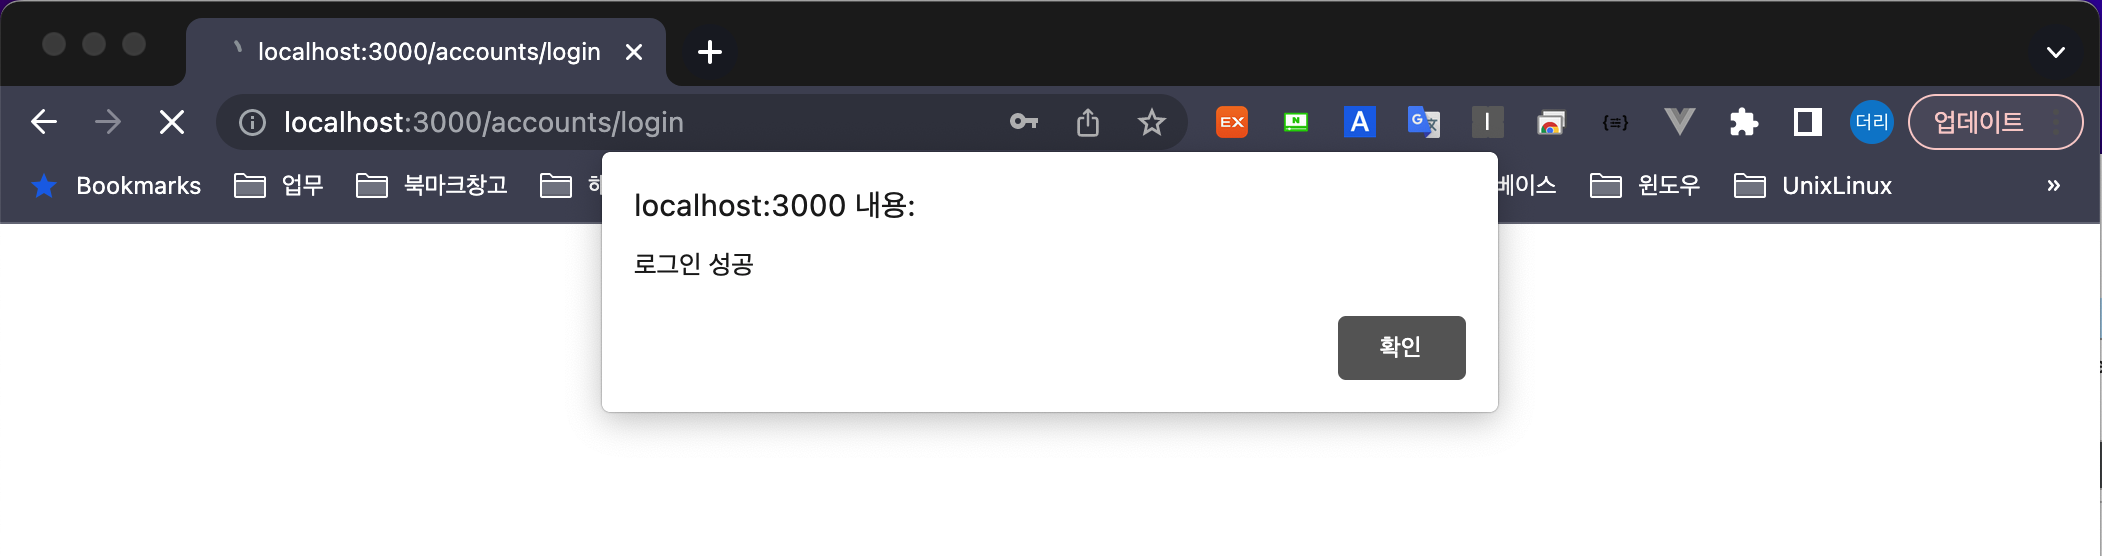 localhost:3000/accounts/login
localhost:3000/accounts/login
EX
N
A
G
더리
업데이트
Bookmarks
업무
북마크창고
베이스
윈도우
UnixLinux
»
localhost:3000 내용:
로그인 성공
확인